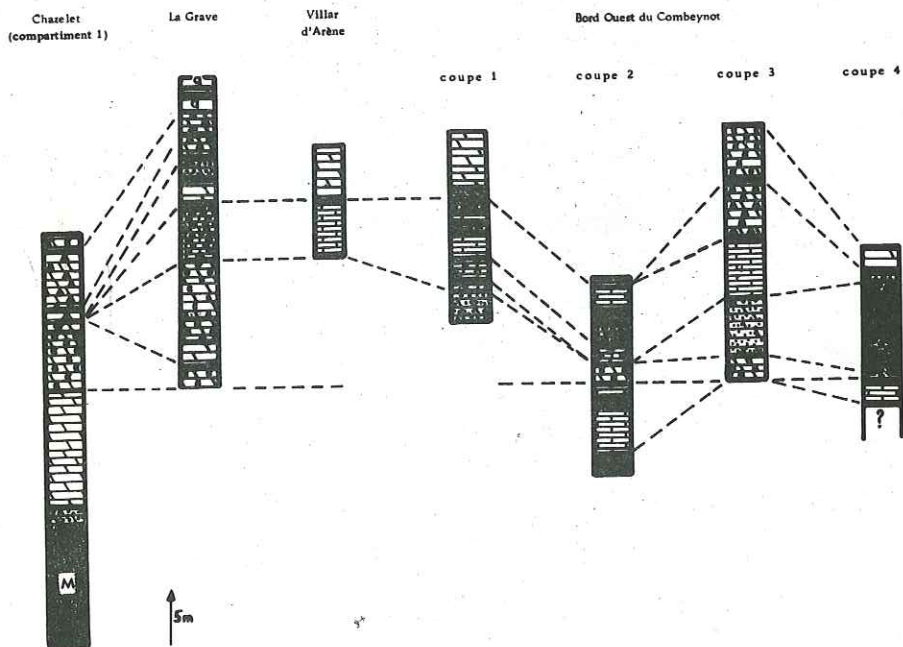 Chazelet
(compartiment 1)
La Grave
Villar
d'Arène
Bord Ouest du Combeynot
coupe 1
coupe 2
coupe 3
coupe 4
q
q
?
M
5m